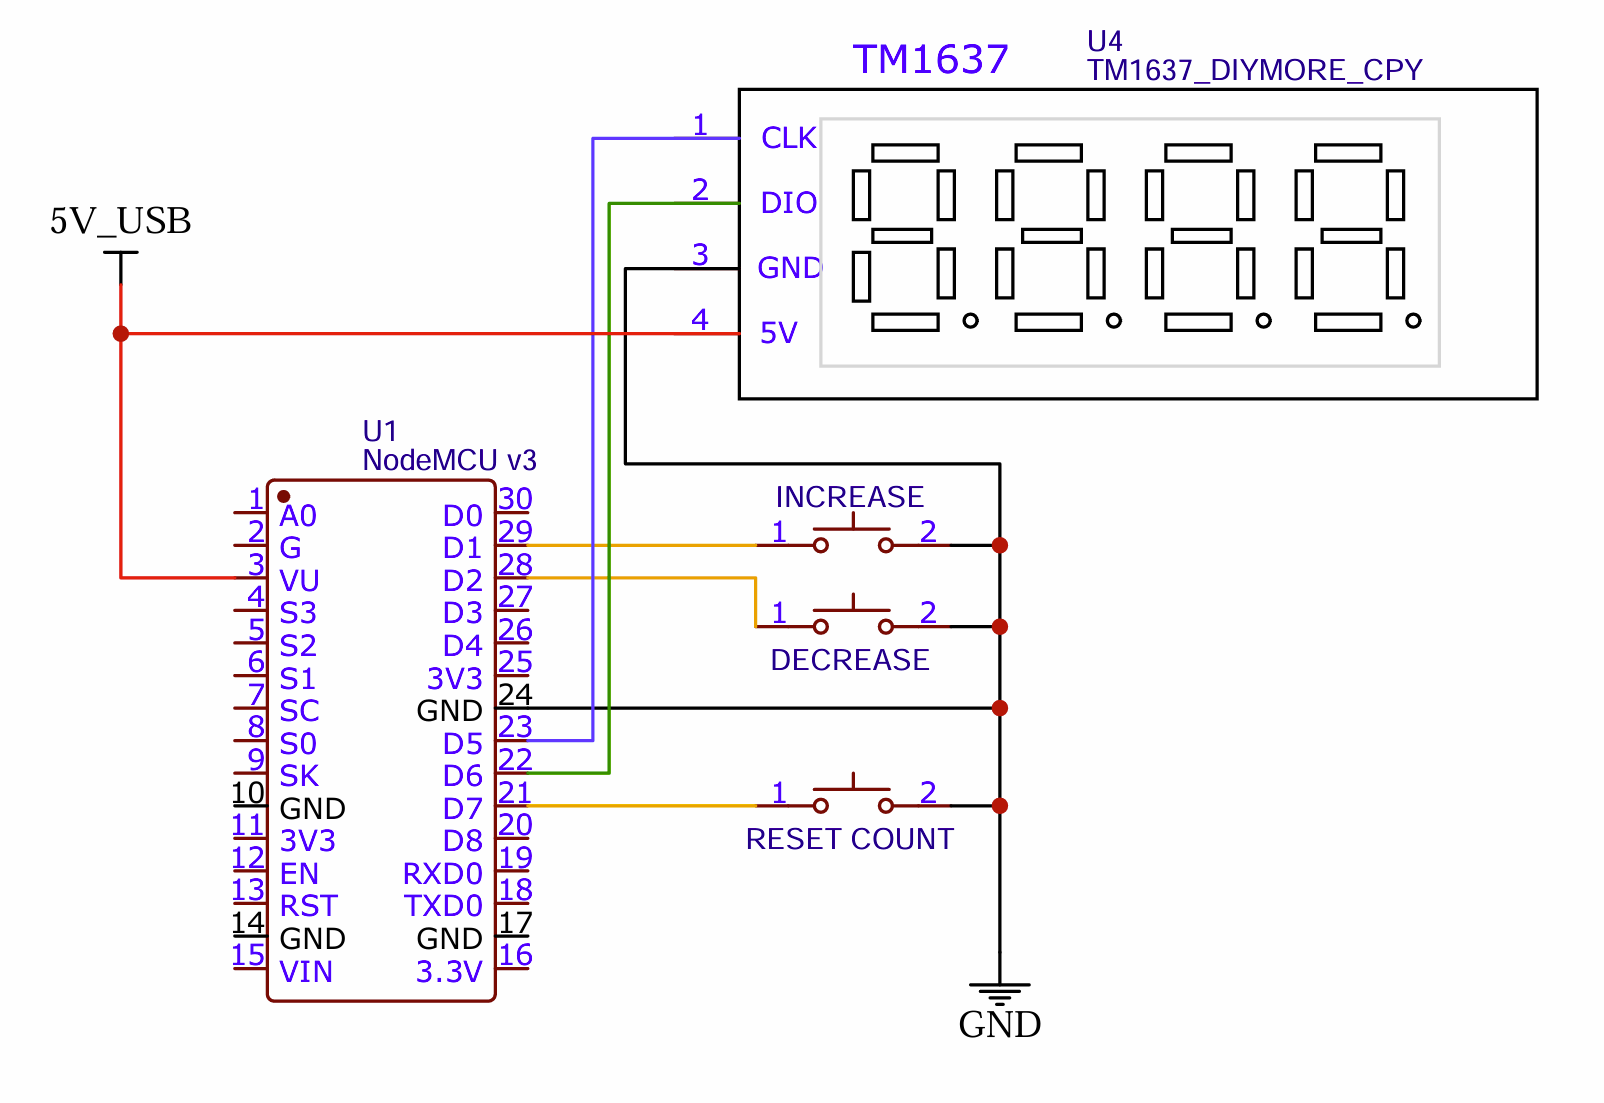 TM1637
U4
TM1637_DIYMORE_CPY
1 CLK
2 DIO
3 GND
4 5V
5V_USB
U1
NodeMCU v3
1 A0 D0 30
2 G D1 29
3 VU D2 28
4 S3 D3 27
5 S2 D4 26
6 S1 3V3 25
7 SC GND 24
8 S0 D5 23
9 SK D6 22
10 GND D7 21
11 3V3 D8 20
12 EN RXD0 19
13 RST TXD0 18
14 GND GND 17
15 VIN 3.3V 16
INCREASE
1 2
1 2
DECREASE
1 2
RESET COUNT
GND